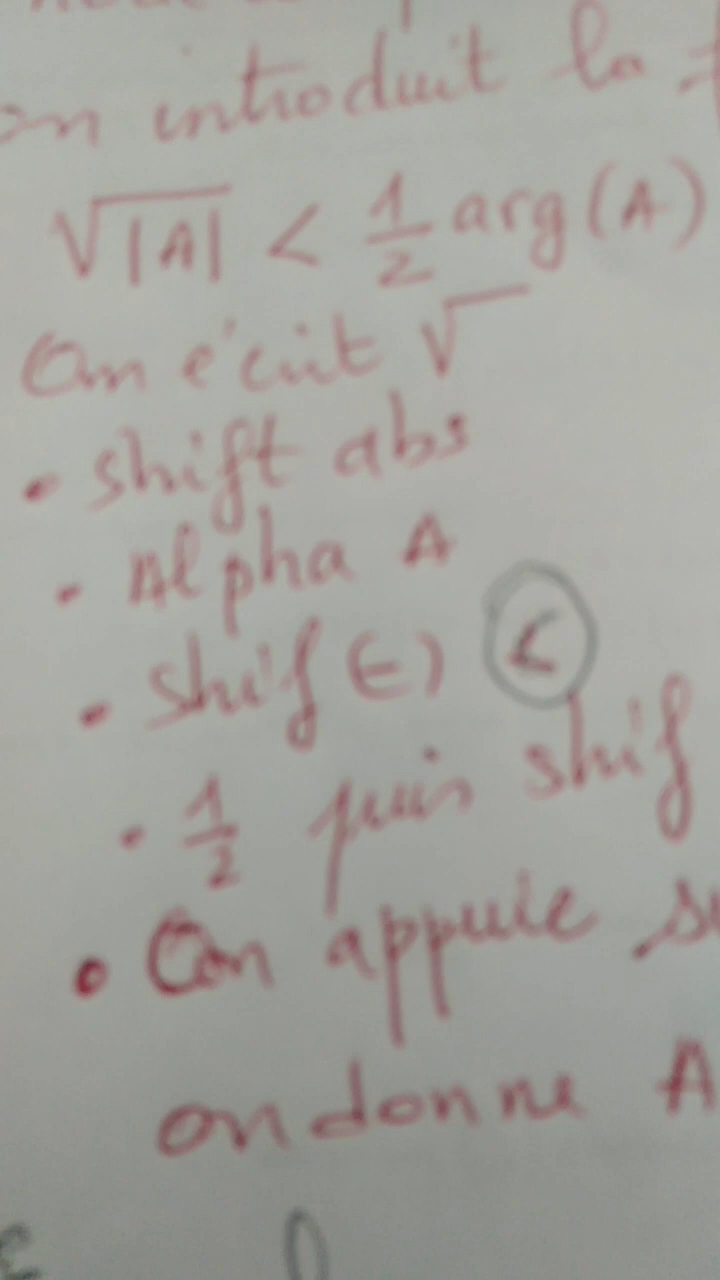 on introduit la
√|A| < 1/2 arg(A)
On écrit √
• shift abs
• Alpha A
• shif (-) <
• 1/2 puis shif
• On appuie
on donne A